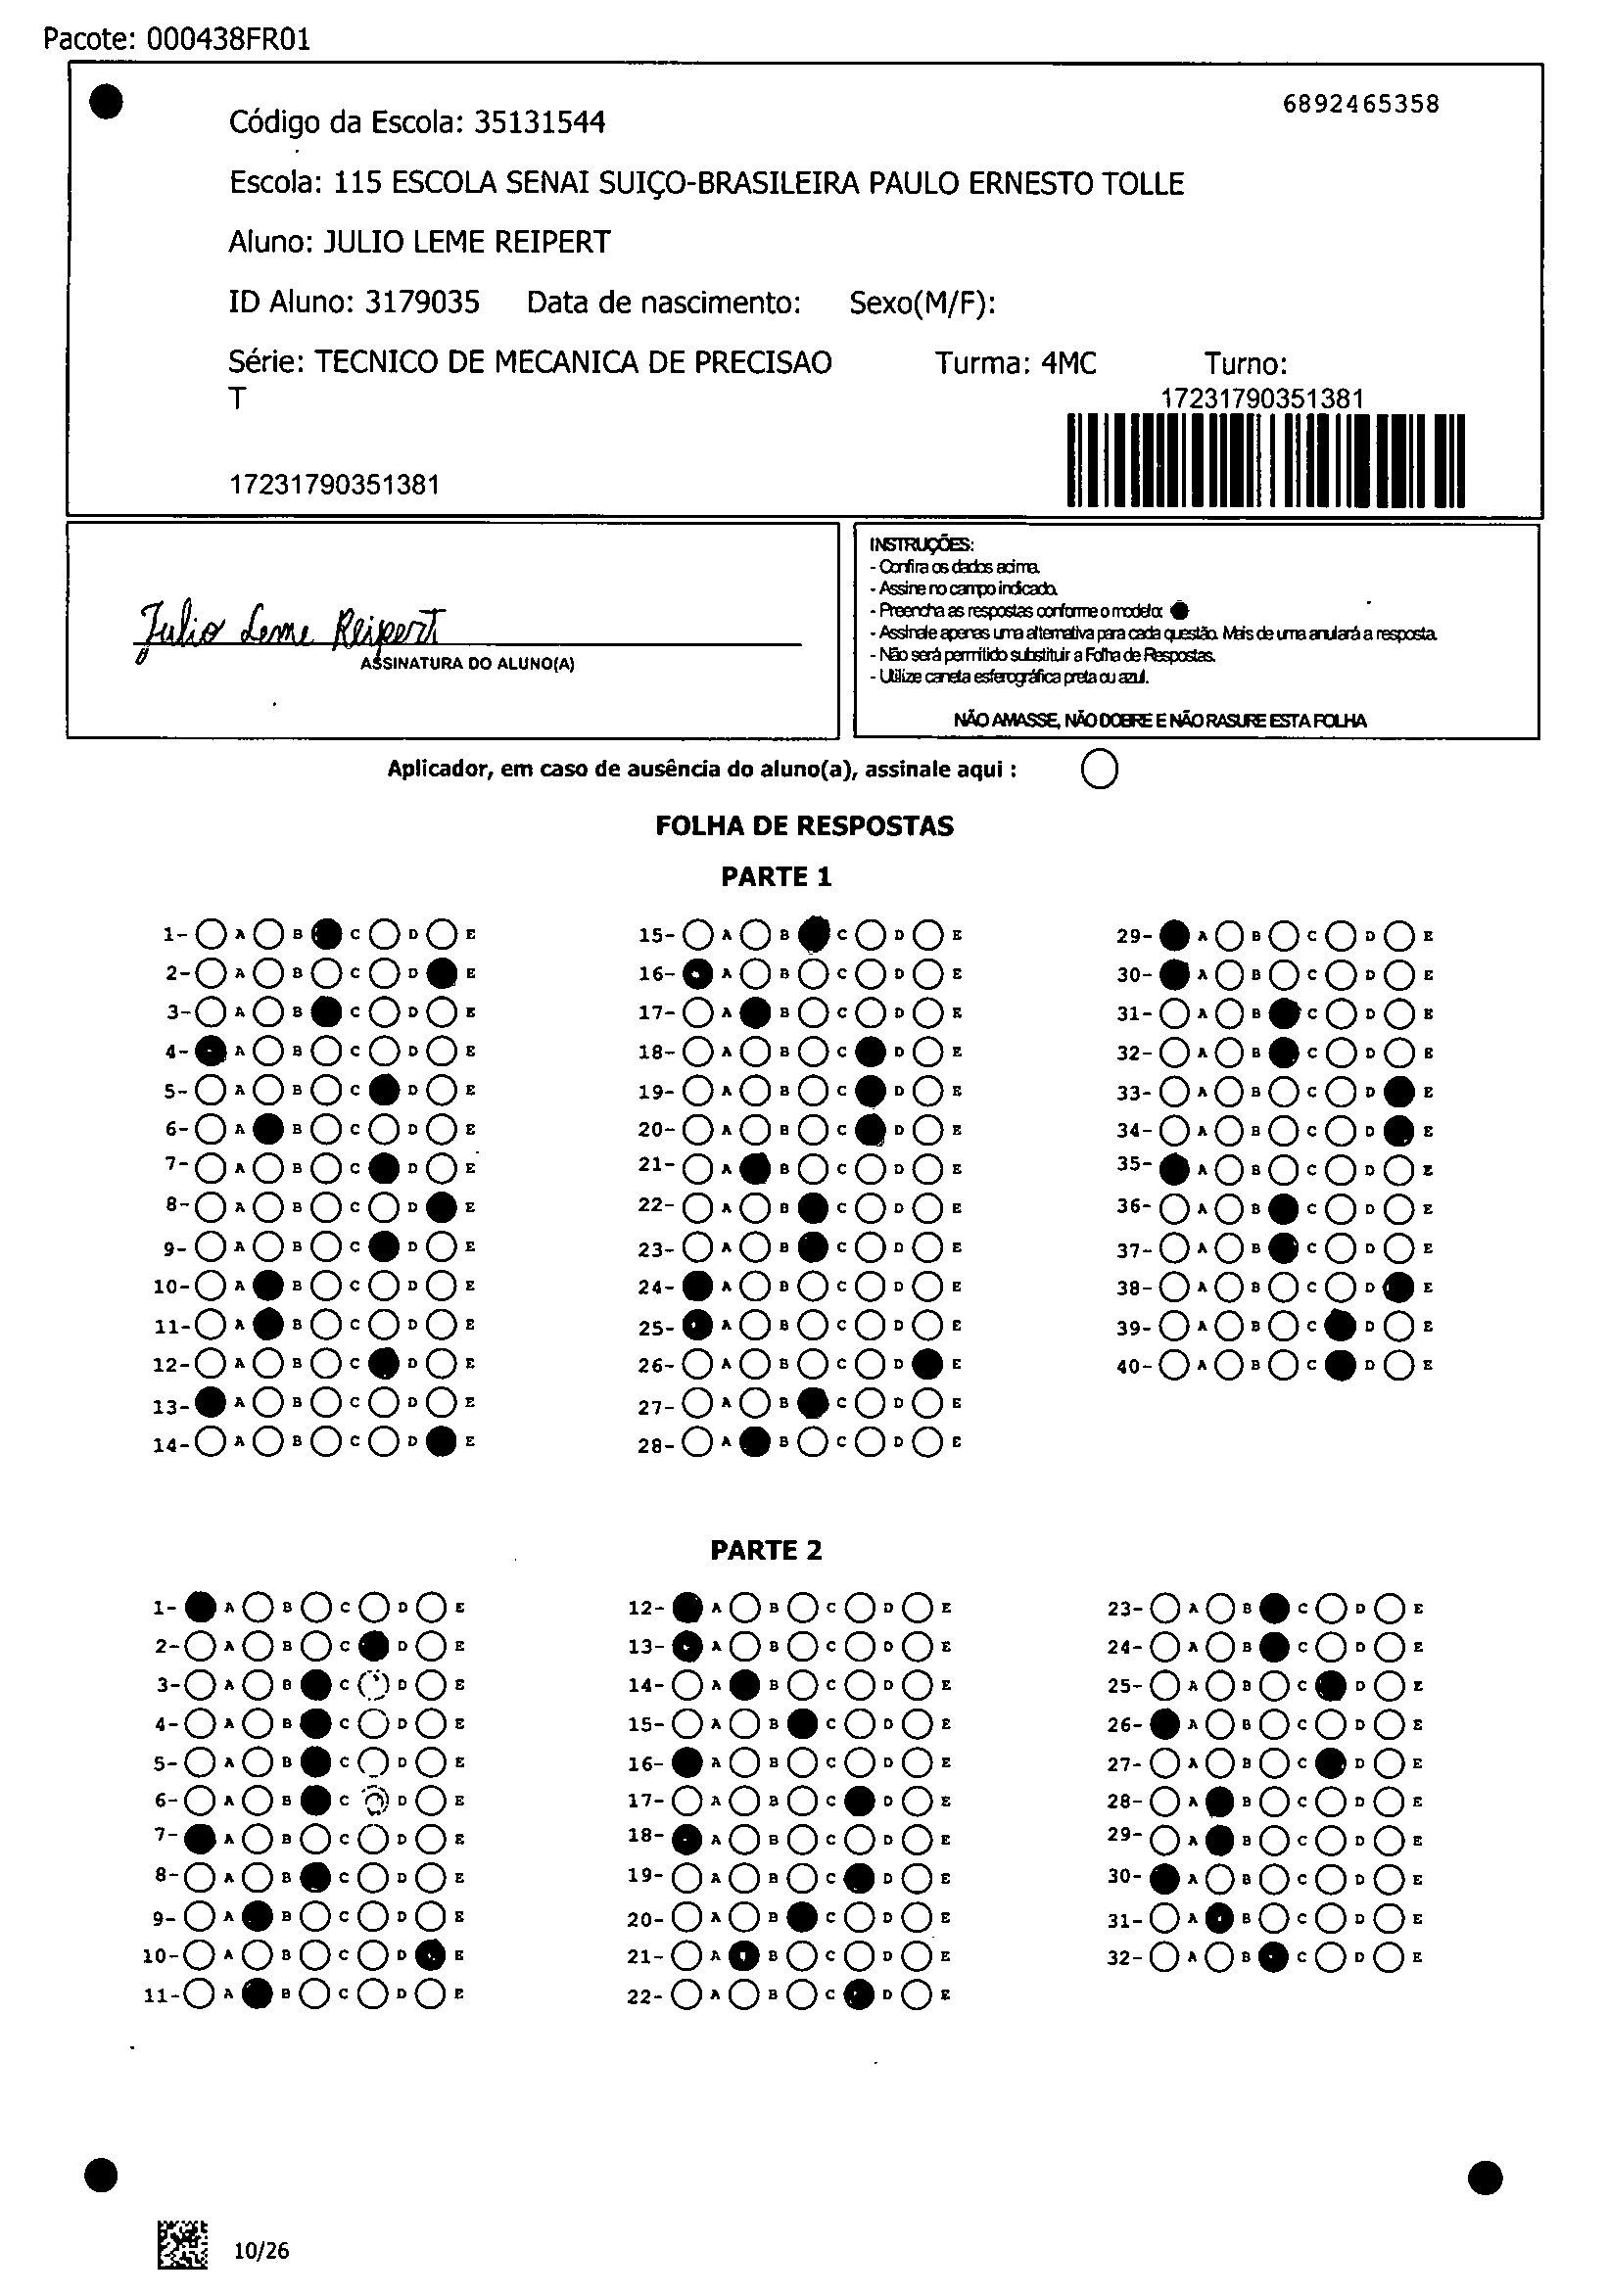 Pacote: 000438FR01
6892465358
Código da Escola: 35131544
Escola: 115 ESCOLA SENAI SUIÇO-BRASILEIRA PAULO ERNESTO TOLLE
Aluno: JULIO LEME REIPERT
ID Aluno: 3179035 Data de nascimento: Sexo(M/F):
Série: TECNICO DE MECANICA DE PRECISAO Turma: 4MC Turno:
T
17231790351381
17231790351381
Julio Leme Reipert
ASSINATURA DO ALUNO(A)
INSTRUÇÕES:
- Confira os dados acima.
- Assine no campo indicado.
- Preencha as respostas conforme o modelo:
- Assinale apenas uma alternativa para cada questão. Mais de uma anulará a resposta.
- Não será permitido substituir a Folha de Respostas.
- Utilize caneta esferográfica preta ou azul.
NÃO AMASSE, NÃO DOBRE E NÃO RASURE ESTA FOLHA
Aplicador, em caso de ausência do aluno(a), assinale aqui :
FOLHA DE RESPOSTAS
PARTE 1
1- A B C D E 15- A B C D E 29- A B C D E
2- A B C D E 16- A B C D E 30- A B C D E
3- A B C D E 17- A B C D E 31- A B C D E
4- A B C D E 18- A B C D E 32- A B C D E
5- A B C D E 19- A B C D E 33- A B C D E
6- A B C D E 20- A B C D E 34- A B C D E
7- A B C D E 21- A B C D E 35- A B C D E
8- A B C D E 22- A B C D E 36- A B C D E
9- A B C D E 23- A B C D E 37- A B C D E
10- A B C D E 24- A B C D E 38- A B C D E
11- A B C D E 25- A B C D E 39- A B C D E
12- A B C D E 26- A B C D E 40- A B C D E
13- A B C D E 27- A B C D E
14- A B C D E 28- A B C D E
PARTE 2
1- A B C D E 12- A B C D E 23- A B C D E
2- A B C D E 13- A B C D E 24- A B C D E
3- A B C D E 14- A B C D E 25- A B C D E
4- A B C D E 15- A B C D E 26- A B C D E
5- A B C D E 16- A B C D E 27- A B C D E
6- A B C D E 17- A B C D E 28- A B C D E
7- A B C D E 18- A B C D E 29- A B C D E
8- A B C D E 19- A B C D E 30- A B C D E
9- A B C D E 20- A B C D E 31- A B C D E
10- A B C D E 21- A B C D E 32- A B C D E
11- A B C D E 22- A B C D E
10/26